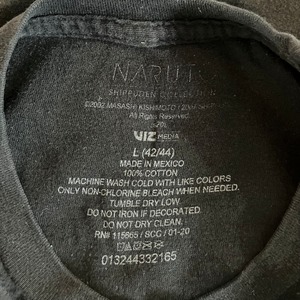 NARUTO
SHIPPUDEN
©2002 MASASHI KISHIMOTO / 2007 SHIPPUDEN
All Rights Reserved.
VIZ MEDIA
L (42/44)
MADE IN MEXICO
100% COTTON
MACHINE WASH COLD WITH LIKE COLORS
ONLY NON-CHLORINE BLEACH WHEN NEEDED.
TUMBLE DRY LOW.
DO NOT IRON IF DECORATED.
DO NOT DRY CLEAN.
RN# 115665 / SCC / 01-20
013244332165